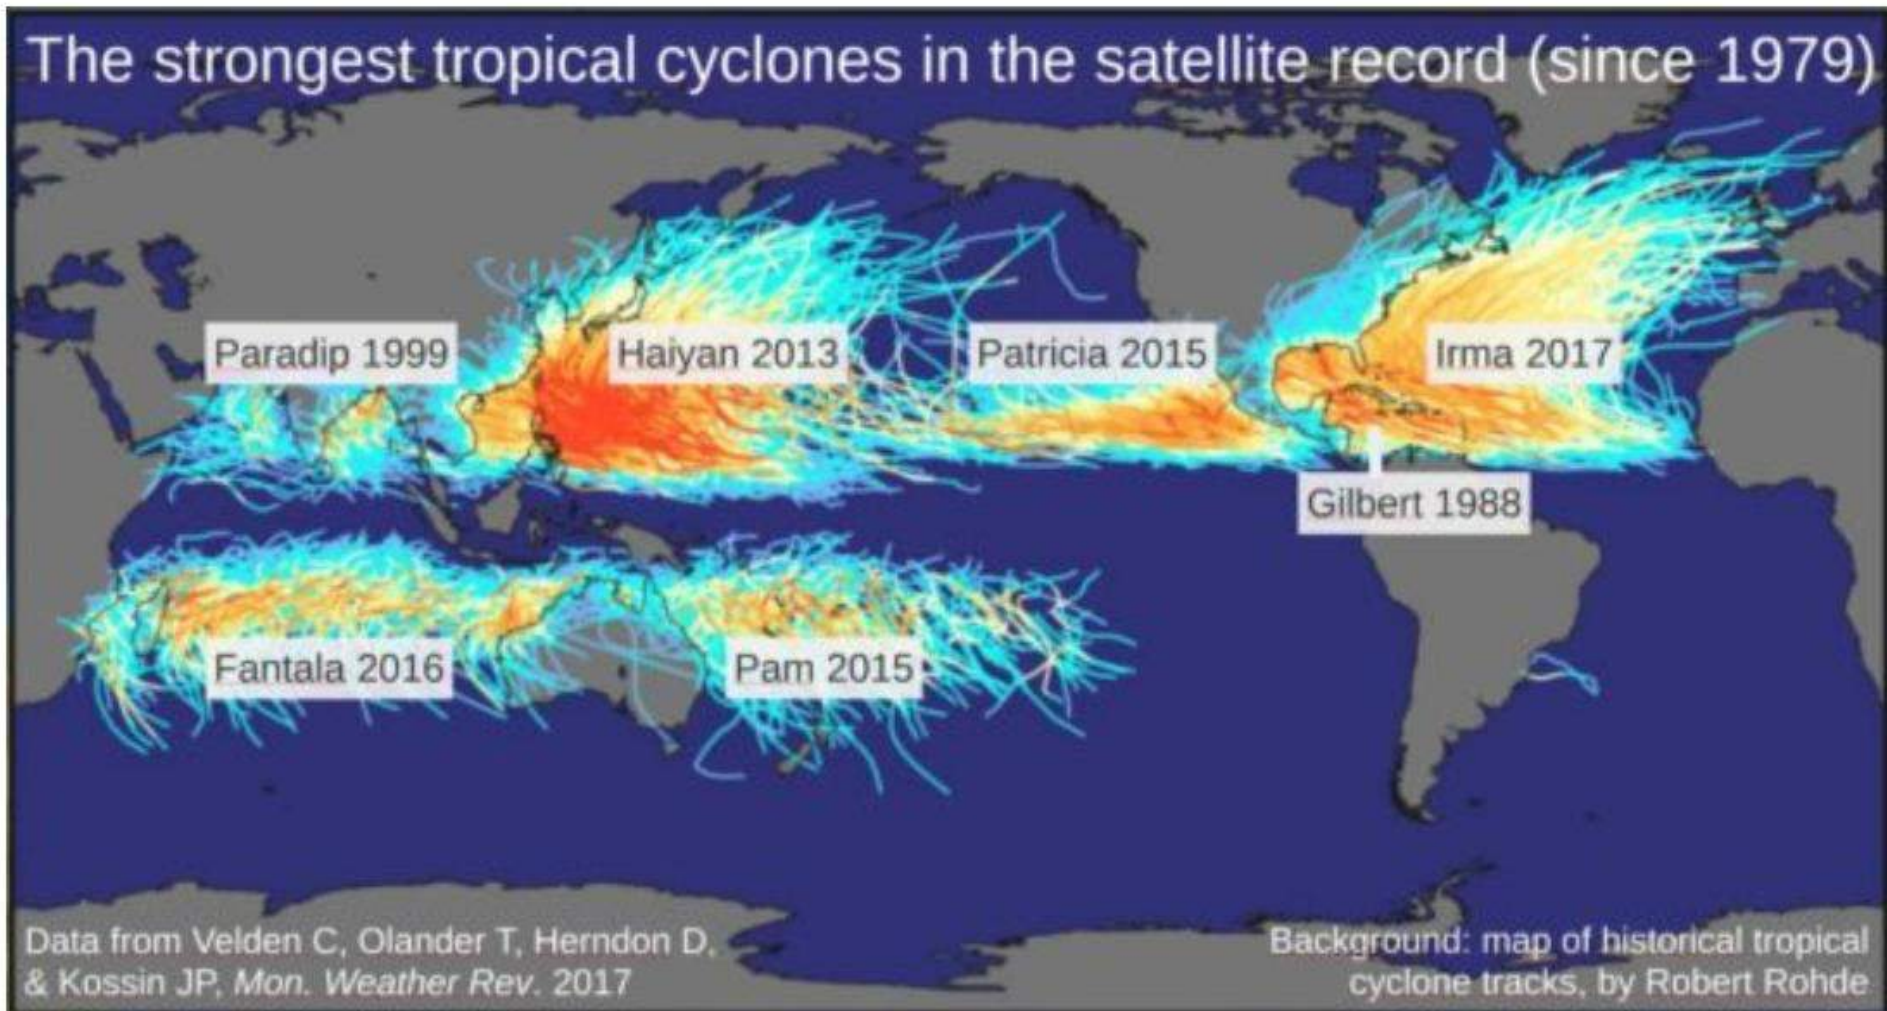 The strongest tropical cyclones in the satellite record (since 1979)
Paradip 1999
Haiyan 2013
Patricia 2015
Irma 2017
Gilbert 1988
Fantala 2016
Pam 2015
Data from Velden C, Olander T, Herndon D,
& Kossin JP, Mon. Weather Rev. 2017
Background: map of historical tropical
cyclone tracks, by Robert Rohde